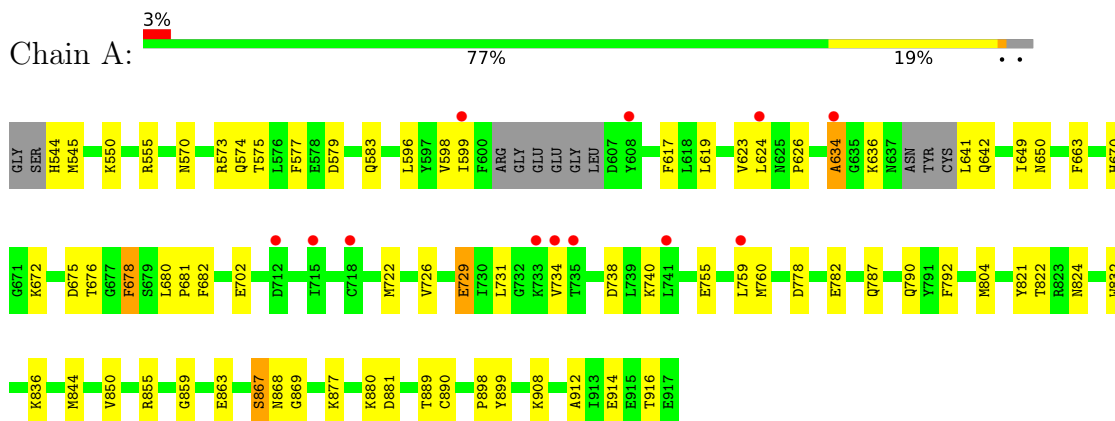 3%
Chain A:
77% 19% • •
GLY SER H544 M545 K550 R555 N570 R573 Q574 T575 L576 F577 E578 D579 Q583 L596 Y597 V598 I599 F600 ARG GLY GLU GLU GLY LEU D607 Y608 F617 L618 L619 V623 L624 N625 P626 A634 G635 K636 N637 ASN TYR CYS L641 Q642 I649 N650 F663 H670
G671 K672 D675 T676 G677 F678 S679 L680 P681 F682 E702 D712 I715 C718 M722 V726 E729 I730 L731 G732 K733 V734 T735 D738 L739 K740 L741 E755 L759 M760 D778 E782 Q787 Q790 Y791 F792 M804 Y821 T822 R823 N824
K836 M844 V850 R855 G859 E863 S867 N868 G869 K877 K880 D881 T889 C890 P898 Y899 K908 A912 I913 E914 E915 T916 E917